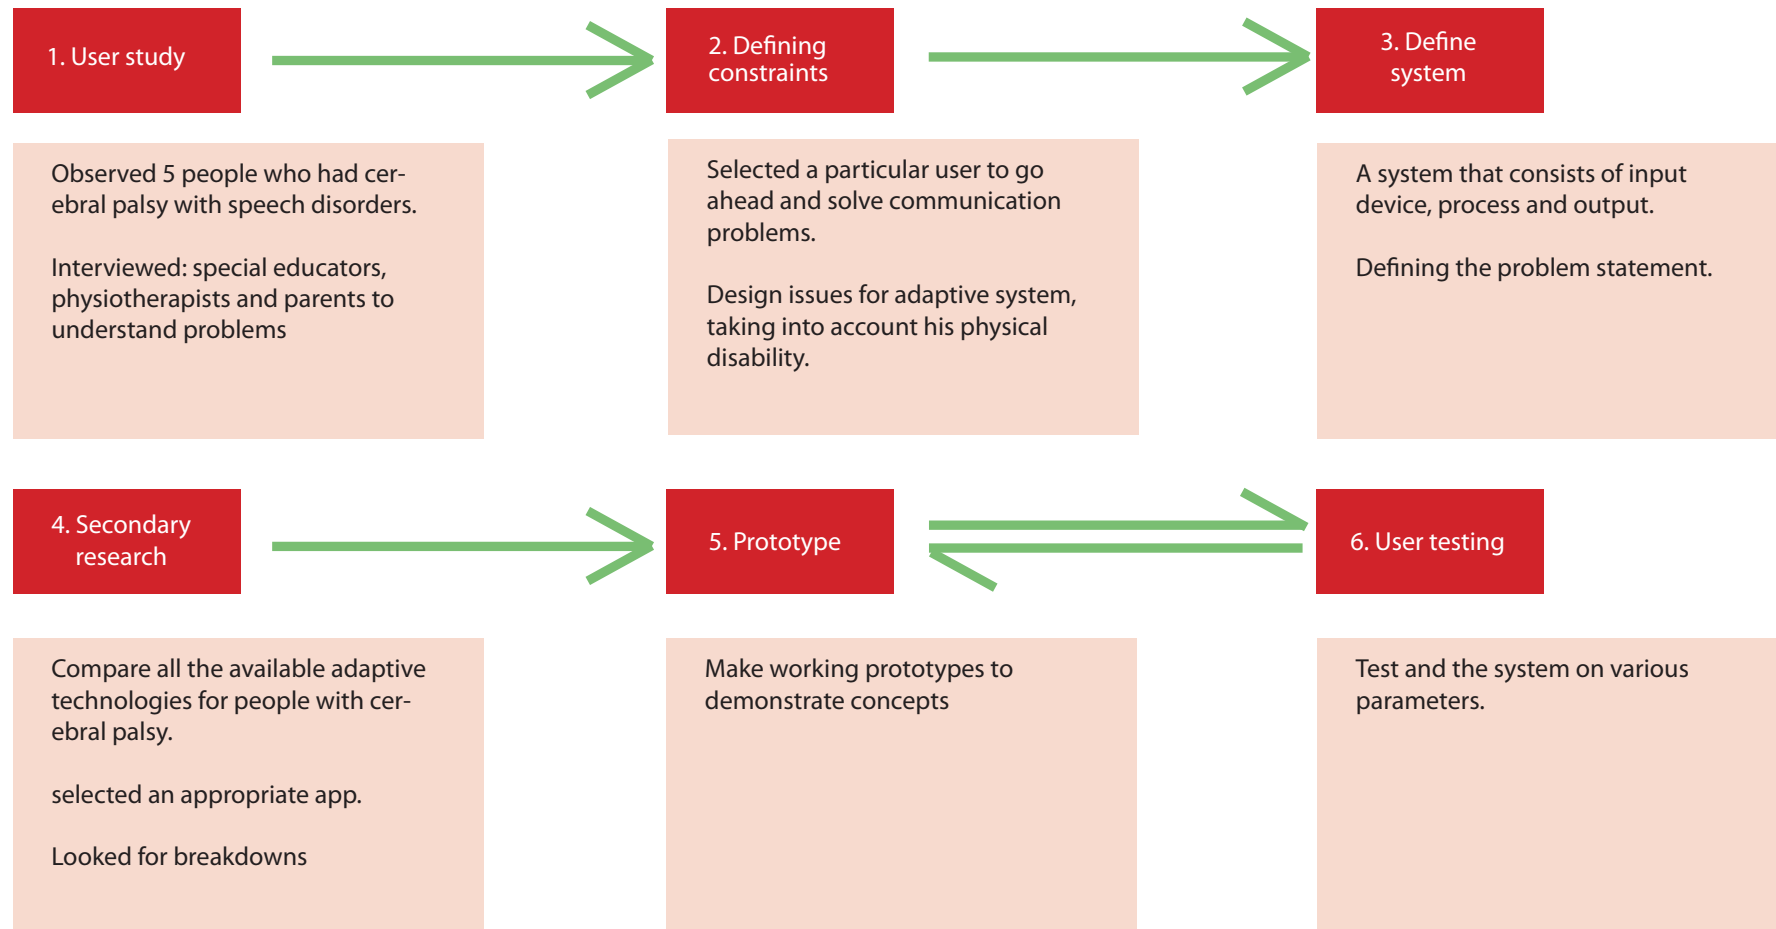 1. User study
2. Defining
constraints
3. Define
system
Observed 5 people who had cer-
ebral palsy with speech disorders.
Interviewed: special educators,
physiotherapists and parents to
understand problems
Selected a particular user to go
ahead and solve communication
problems.
Design issues for adaptive system,
taking into account his physical
disability.
A system that consists of input
device, process and output.
Defining the problem statement.
4. Secondary
research
5. Prototype
6. User testing
Compare all the available adaptive
technologies for people with cer-
ebral palsy.
selected an appropriate app.
Looked for breakdowns
Make working prototypes to
demonstrate concepts
Test and the system on various
parameters.